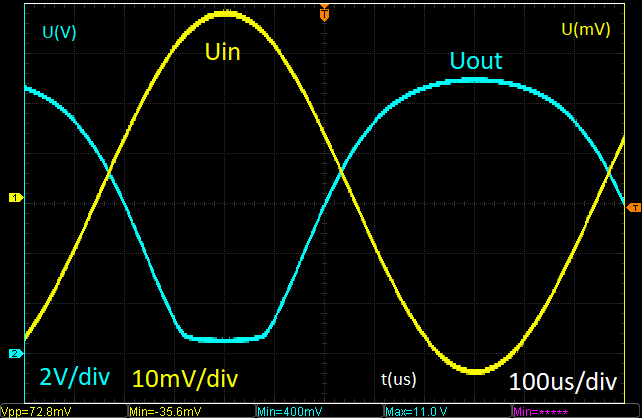 U(V)
T
U(mV)
Uin
Uout
1
T
2
2V/div
10mV/div
t(us)
100us/div
Vpp=72.8mV
Min=-35.6mV
Min=400mV
Max=11.0 V
Min=*****